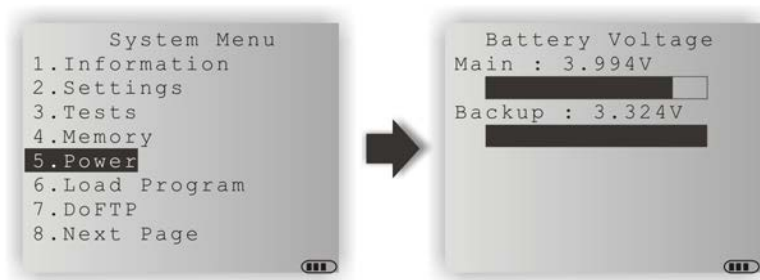 System Menu
1.Information
2.Settings
3.Tests
4.Memory
5.Power
6.Load Program
7.DoFTP
8.Next Page
Battery Voltage
Main : 3.994V
Backup : 3.324V